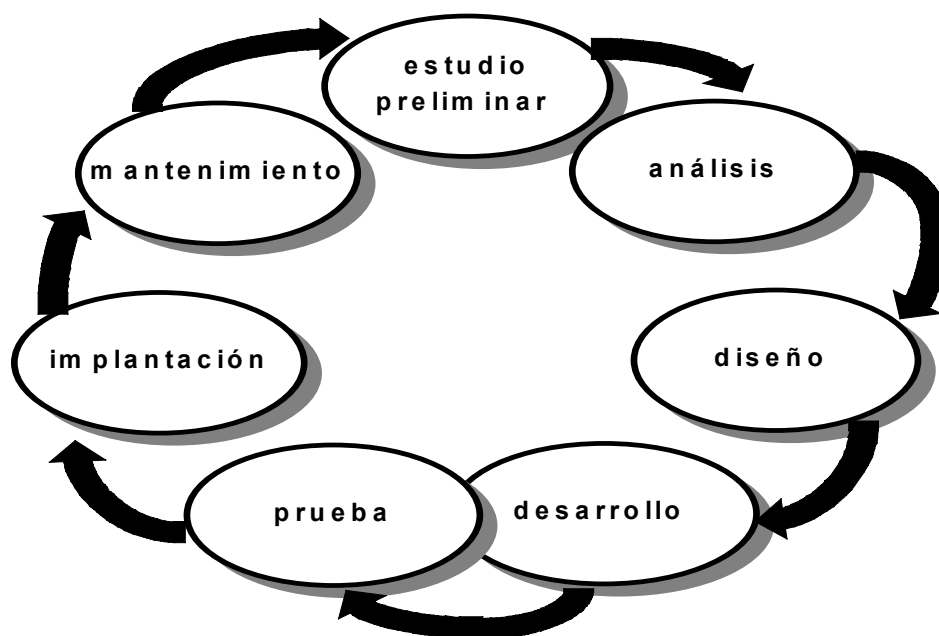 estudio
preliminar
análisis
diseño
desarrollo
prueba
implantación
mantenimiento